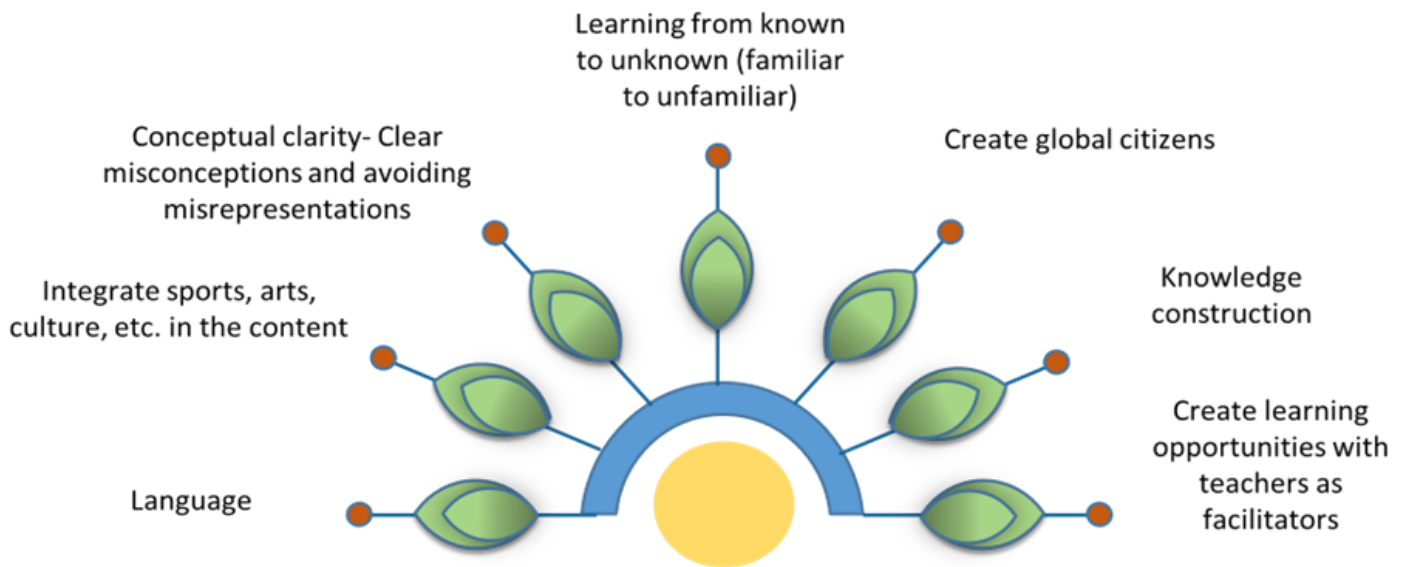 Learning from known
to unknown (familiar
to unfamiliar)
Conceptual clarity- Clear
misconceptions and avoiding
misrepresentations
Create global citizens
Integrate sports, arts,
culture, etc. in the content
Knowledge
construction
Language
Create learning
opportunities with
teachers as
facilitators